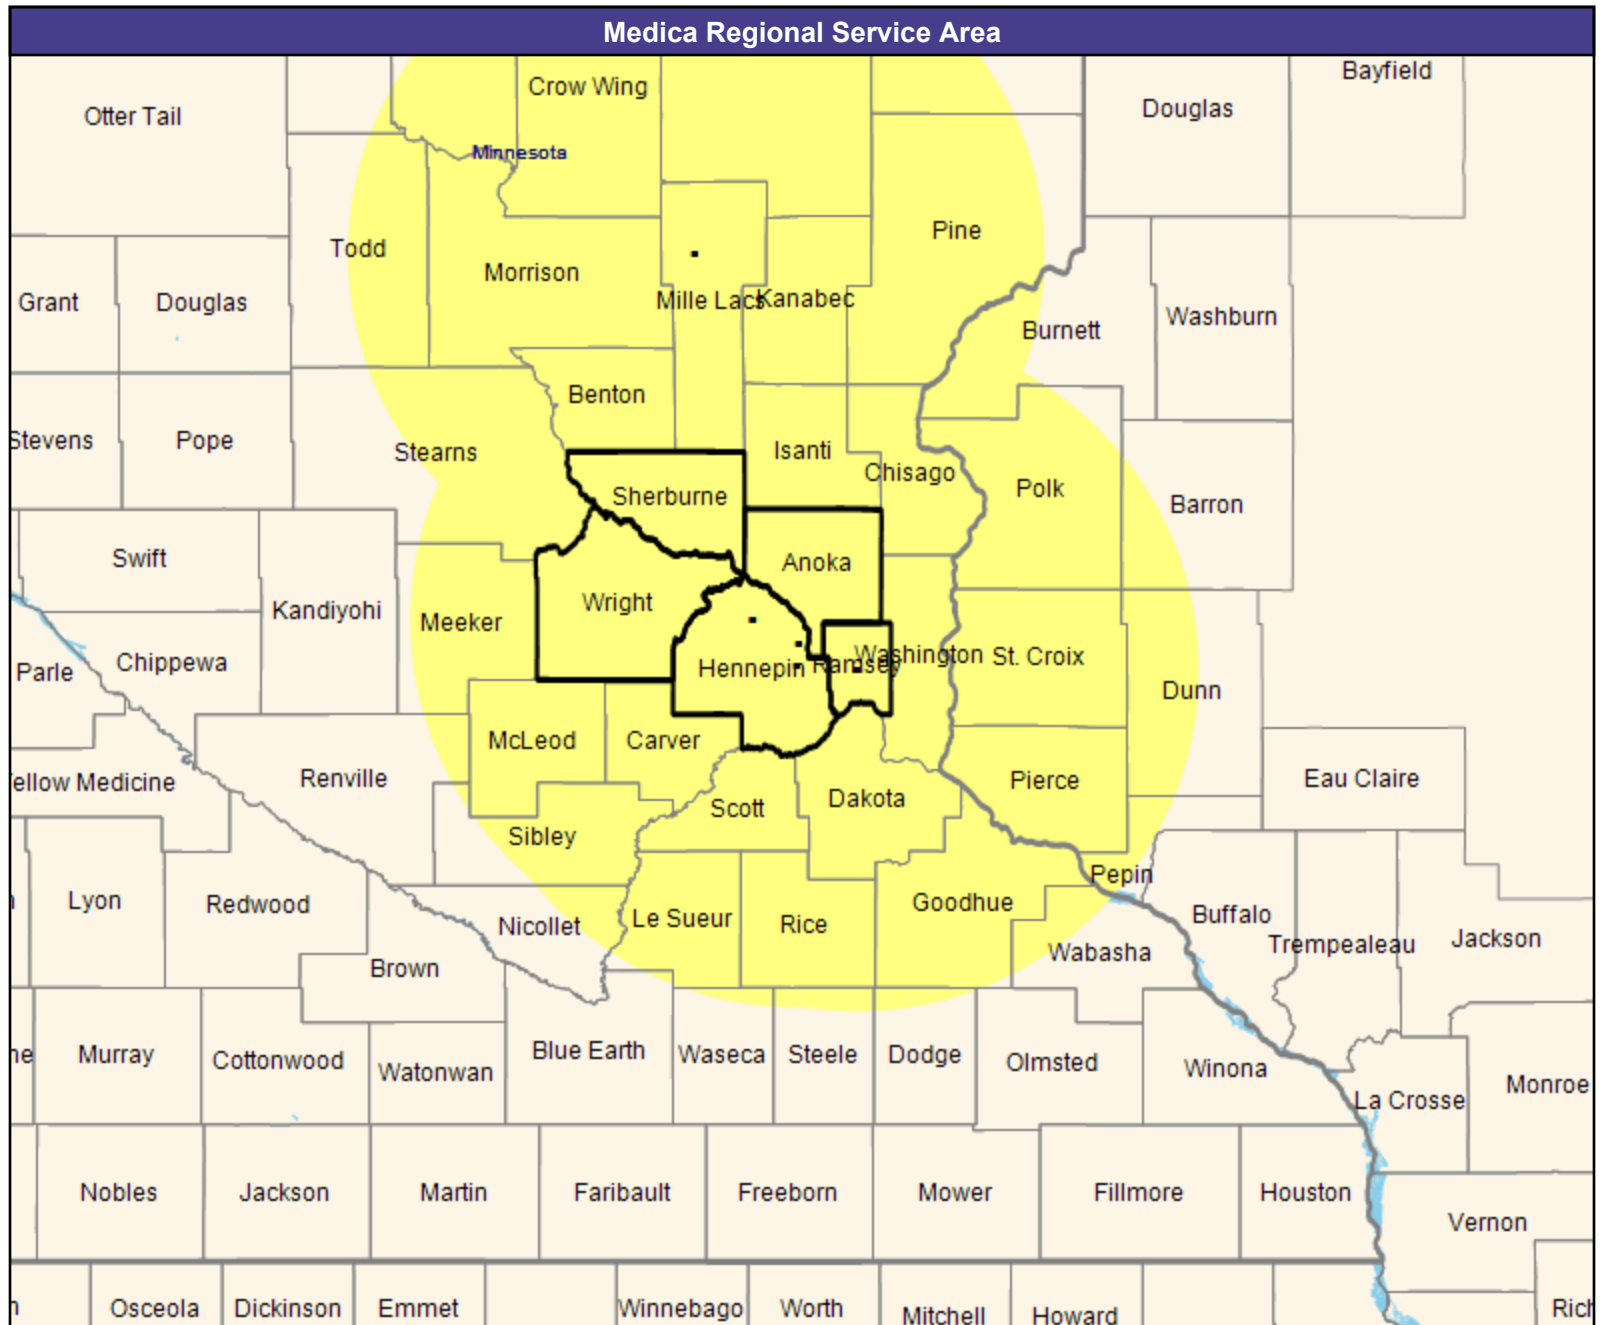 Medica Regional Service Area
Bayfield
Crow Wing
Otter Tail
Douglas
Minnesota
Pine
Todd
Morrison
Grant
Douglas
Mille Lacs
Kanabec
Washburn
Burnett
Benton
Stevens
Pope
Stearns
Isanti
Chisago
Polk
Sherburne
Barron
Swift
Anoka
Wright
Kandiyohi
Meeker
Parle
Chippewa
Hennepin
Ramsey
Washington
St. Croix
Dunn
McLeod
Carver
Renville
ellow Medicine
Pierce
Eau Claire
Scott
Dakota
Sibley
Pepin
Lyon
Redwood
Goodhue
Nicollet
Le Sueur
Rice
Buffalo
Trempealeau
Jackson
Wabasha
Brown
ne
Murray
Cottonwood
Watonwan
Blue Earth
Waseca
Steele
Dodge
Olmsted
Winona
Monroe
La Crosse
Nobles
Jackson
Martin
Faribault
Freeborn
Mower
Fillmore
Houston
Vernon
Osceola
Dickinson
Emmet
Winnebago
Worth
Mitchell
Howard
Rich